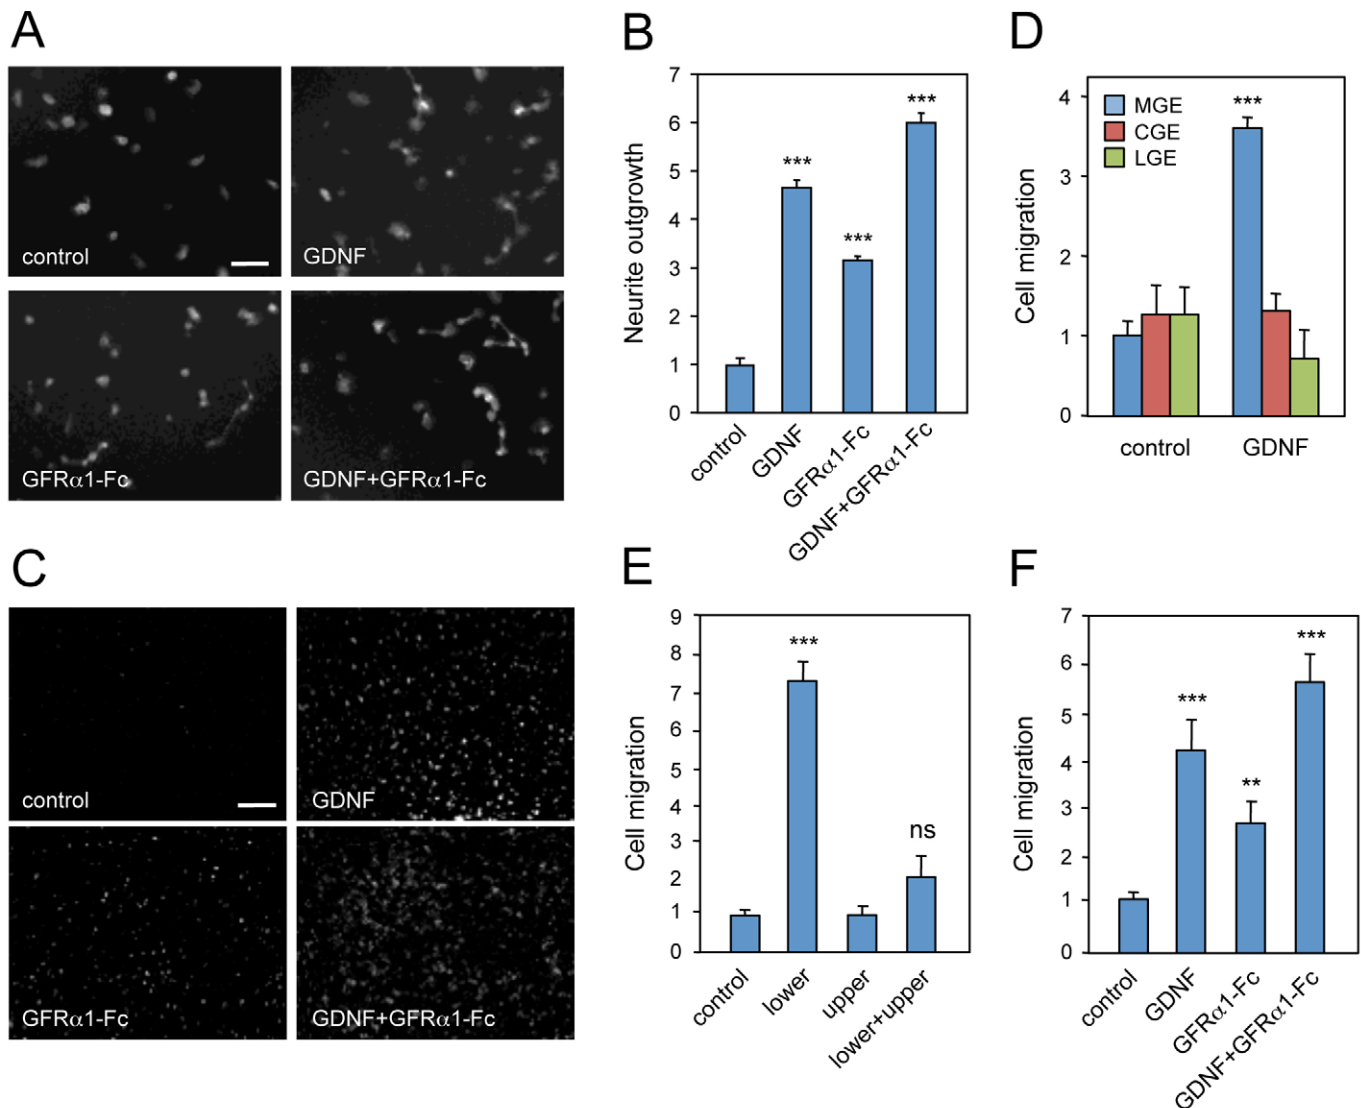 A
control
GDNF
GFRα1-Fc
GDNF+GFRα1-Fc
B
7
6
5
4
3
2
1
0
Neurite outgrowth
***
***
***
control
GDNF
GFRα1-Fc
GDNF+GFRα1-Fc
D
4
3
2
1
0
Cell migration
MGE
CGE
LGE
***
control
GDNF
C
control
GDNF
GFRα1-Fc
GDNF+GFRα1-Fc
E
9
8
7
6
5
4
3
2
1
0
Cell migration
***
ns
control
lower
upper
lower+upper
F
7
6
5
4
3
2
1
0
Cell migration
***
**
***
control
GDNF
GFRα1-Fc
GDNF+GFRα1-Fc